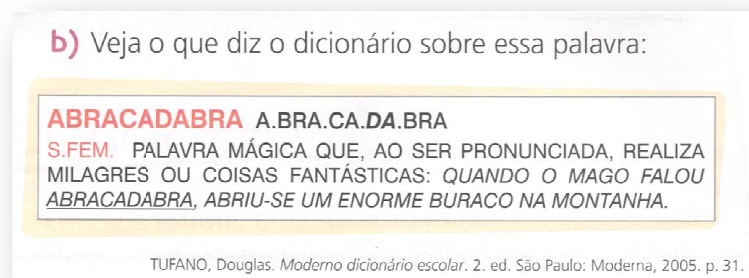 b) Veja o que diz o dicionário sobre essa palavra:
ABRACADABRA A.BRA.CA.DA.BRA
S.FEM. PALAVRA MÁGICA QUE, AO SER PRONUNCIADA, REALIZA
MILAGRES OU COISAS FANTÁSTICAS: QUANDO O MAGO FALOU
ABRACADABRA, ABRIU-SE UM ENORME BURACO NA MONTANHA.
TUFANO, Douglas. Moderno dicionário escolar. 2. ed. São Paulo: Moderna, 2005. p. 31.